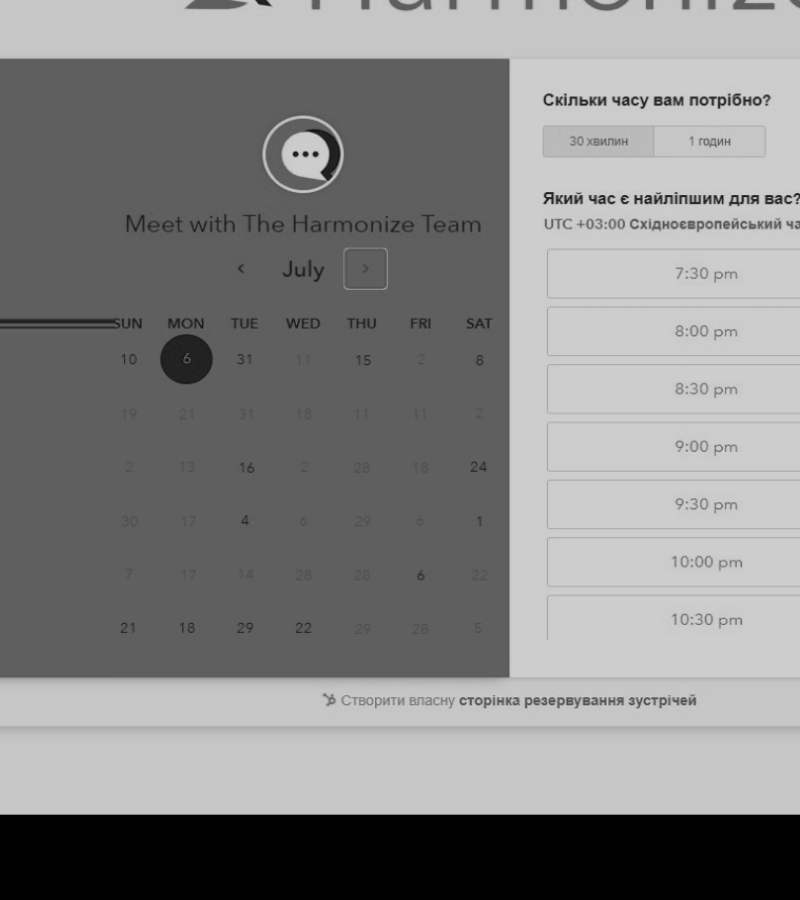 Harmonize
Meet with The Harmonize Team
July
SUN MON TUE WED THU FRI SAT
10 6 31 11 15 2 8
19 21 31 18 11 11 2
2 13 16 2 28 18 24
30 17 4 6 29 6 1
7 17 14 28 28 6 22
21 18 29 22 29 28 5
Скільки часу вам потрібно?
30 хвилин 1 годин
Який час є найліпшим для вас?
UTC +03:00 Східноєвропейський ча
7:30 pm
8:00 pm
8:30 pm
9:00 pm
9:30 pm
10:00 pm
10:30 pm
Створити власну сторінка резервування зустрічей